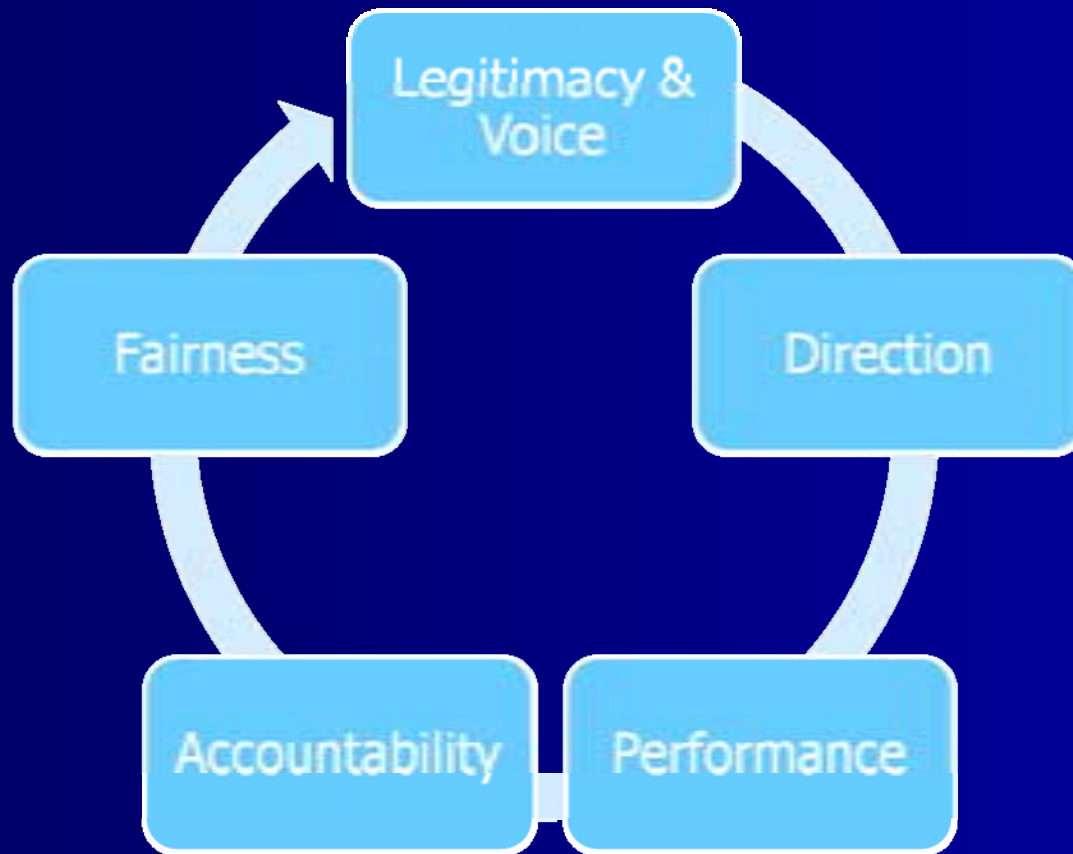 Legitimacy &
Voice
Direction
Performance
Accountability
Fairness